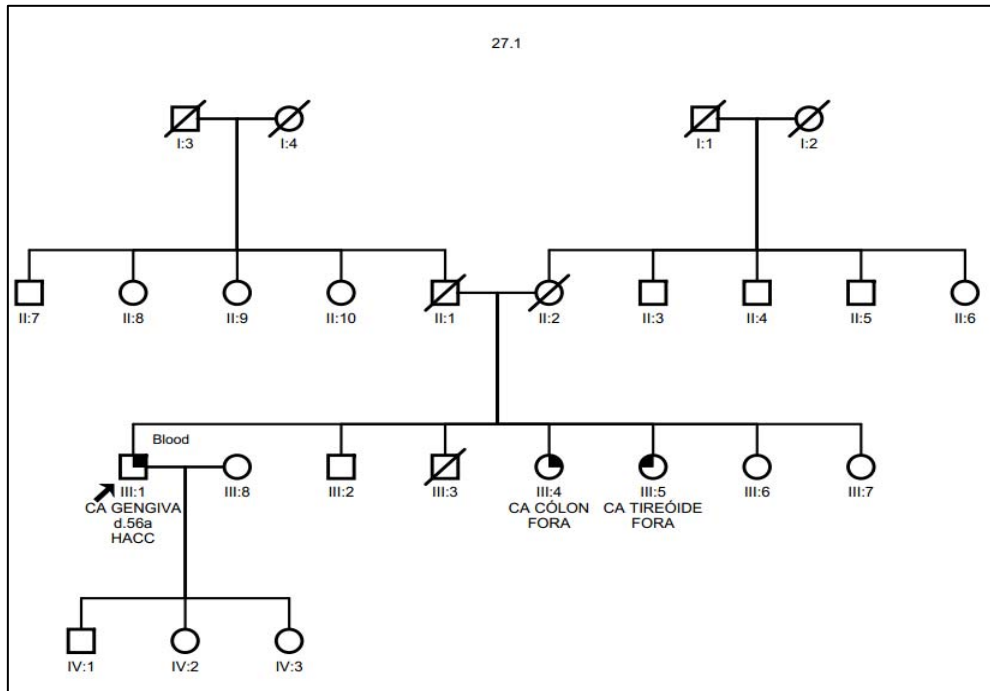 27.1
I:3
I:4
I:1
I:2
II:7
II:8
II:9
II:10
II:1
II:2
II:3
II:4
II:5
II:6
Blood
III:1
CA GENGIVA
d.56a
HACC
III:8
III:2
III:3
III:4
CA CÓLON
FORA
III:5
CA TIREÓIDE
FORA
III:6
III:7
IV:1
IV:2
IV:3